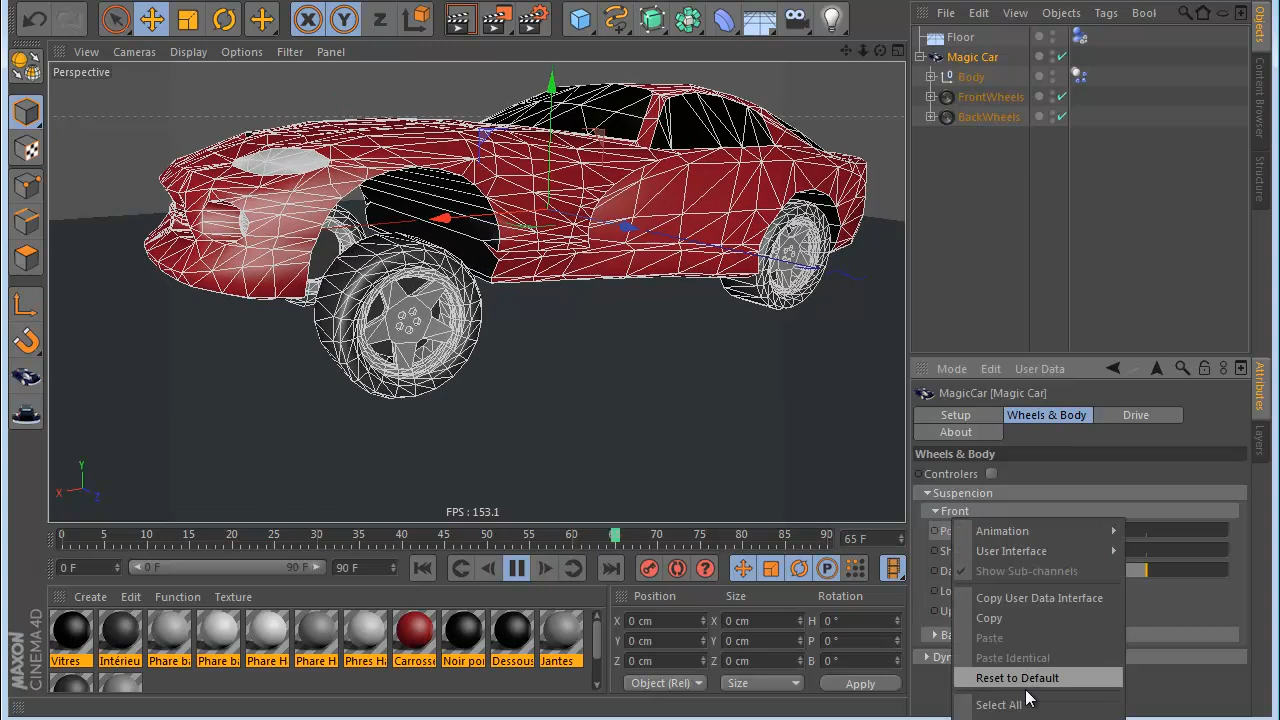 File Edit View Objects Tags Bool
View Cameras Display Options Filter Panel
Perspective
Floor
Magic Car
Body
FrontWheels
BackWheels
Objects
Content Browser
Structure
Mode Edit User Data
MagicCar [Magic Car]
Setup Wheels & Body Drive
About
Wheels & Body
Controlers
Suspencion
Front
Attributes
Layers
Animation
User Interface
Show Sub-channels
Copy User Data Interface
Copy
Paste
Paste Identical
Reset to Default
Select All
Y
X
Z
FPS : 153.1
0 5 10 15 20 25 30 35 40 45 50 55 60 70 75 80 85 90 65 F
0 F 0 F 90 F 90 F
Create Edit Function Texture
Vitres Intérieu Phare b Phare b Phare H Phare H Phres H Carross Noir poi Dessous Jantes
Position Size Rotation
X 0 cm X 0 cm H 0 °
Y 0 cm Y 0 cm P 0 °
Z 0 cm Z 0 cm B 0 °
Object (Rel) Size Apply
MAXON
CINEMA 4D